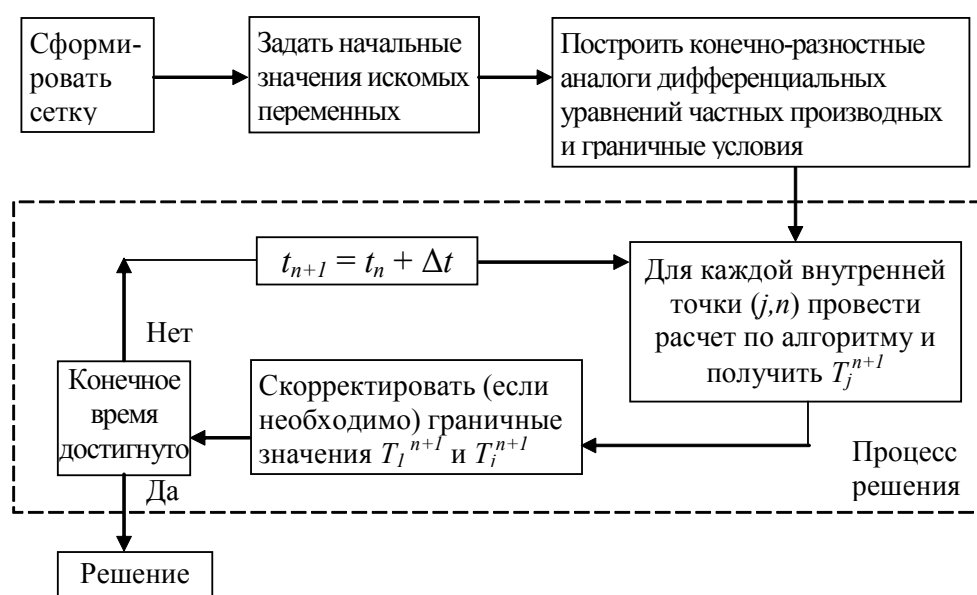 Сформи-
ровать
сетку
Задать начальные
значения искомых
переменных
Построить конечно-разностные
аналоги дифференциальных
уравнений частных производных
и граничные условия
t_{n+1} = t_n + Δt
Для каждой внутренней
точки (j,n) провести
расчет по алгоритму и
получить T_j^{n+1}
Нет
Конечное
время
достигнуто
Скорректировать (если
необходимо) граничные
значения T_1^{n+1} и T_i^{n+1}
Процесс
решения
Да
Решение